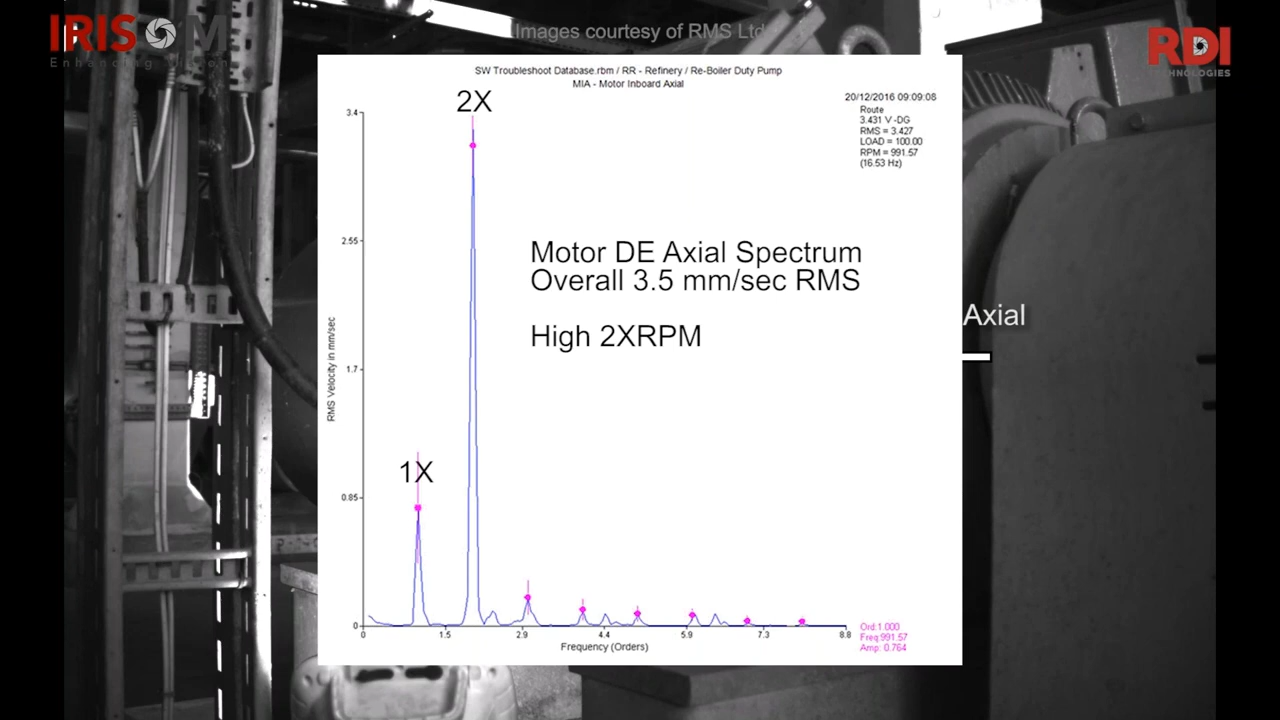 IRISOM
Enhancing Vision
Images courtesy of RMS Ltd
RDI
TECHNOLOGIES
SW Troubleshoot Database.rbm / RR - Refinery / Re-Boiler Duty Pump
MIA - Motor Inboard Axial
20/12/2016 09:09:08
Route
3.431 V -DG
RMS = 3.427
LOAD = 100.00
RPM = 991.57
(16.53 Hz)
2X
3.4
2.55
1.7
0.85
0
RMS Velocity in mm/sec
Motor DE Axial Spectrum
Overall 3.5 mm/sec RMS
High 2XRPM
Axial
1X
0
1.5
2.9
4.4
5.9
7.3
8.8
Frequency (Orders)
Ord:1.000
Freq:991.57
Amp: 0.764